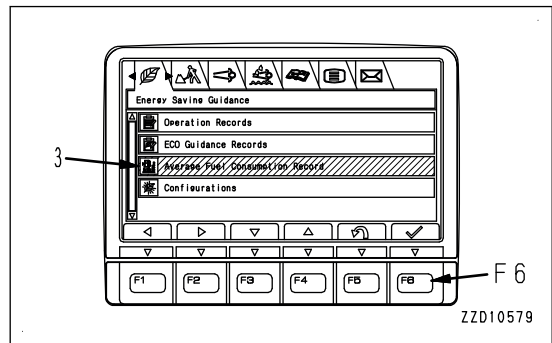 Energy Saving Guidance
Operation Records
ECO Guidance Records
3
Average Fuel Consumption Record
Configurations
F1 F2 F3 F4 F5 F6
F6
ZZD10579